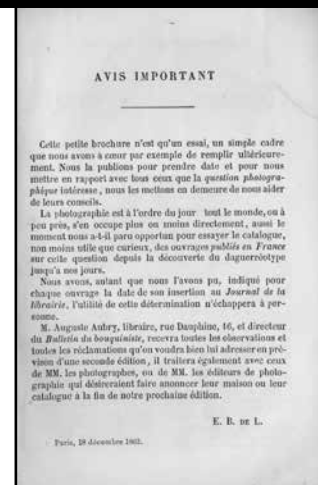 AVIS IMPORTANT
Cette petite brochure n'est qu'un essai, un simple cadre
que nous avons à cœur par exemple de remplir ultérieure-
ment. Nous la publions pour prendre date et pour nous
mettre en rapport avec tous ceux que la question photogra-
phique intéresse, nous les mettons en demeure de nous aider
de leurs conseils.
La photographie est à l'ordre du jour tout le monde, ou à
peu près, s'en occupe plus ou moins directement, aussi le
moment nous a-t-il paru opportun pour essayer le catalogue,
non moins utile que curieux, des ouvrages publiés en France
sur cette question depuis la découverte du daguerréotype
jusqu'a nos jours.
Nous avons, autant que nous l'avons pu, indiqué pour
chaque ouvrage la date de son insertion au Journal de la
librairie, l'utilité de cette détermination n'échappera à per-
sonne.
M. Auguste Aubry, libraire, rue Dauphine, 16, et directeur
du Bulletin du bouquiniste, recevra toutes les observations et
toutes les réclamations qu'on voudra bien lui adresser en pré-
vision d'une seconde édition, il traitera également avec ceux
de MM. les photographes, ou de MM. les éditeurs de photo-
graphie qui désireraient faire annoncer leur maison ou leur
catalogue à la fin de notre prochaine édition.
E. B. DE L.
Paris, 18 décembre 1862.